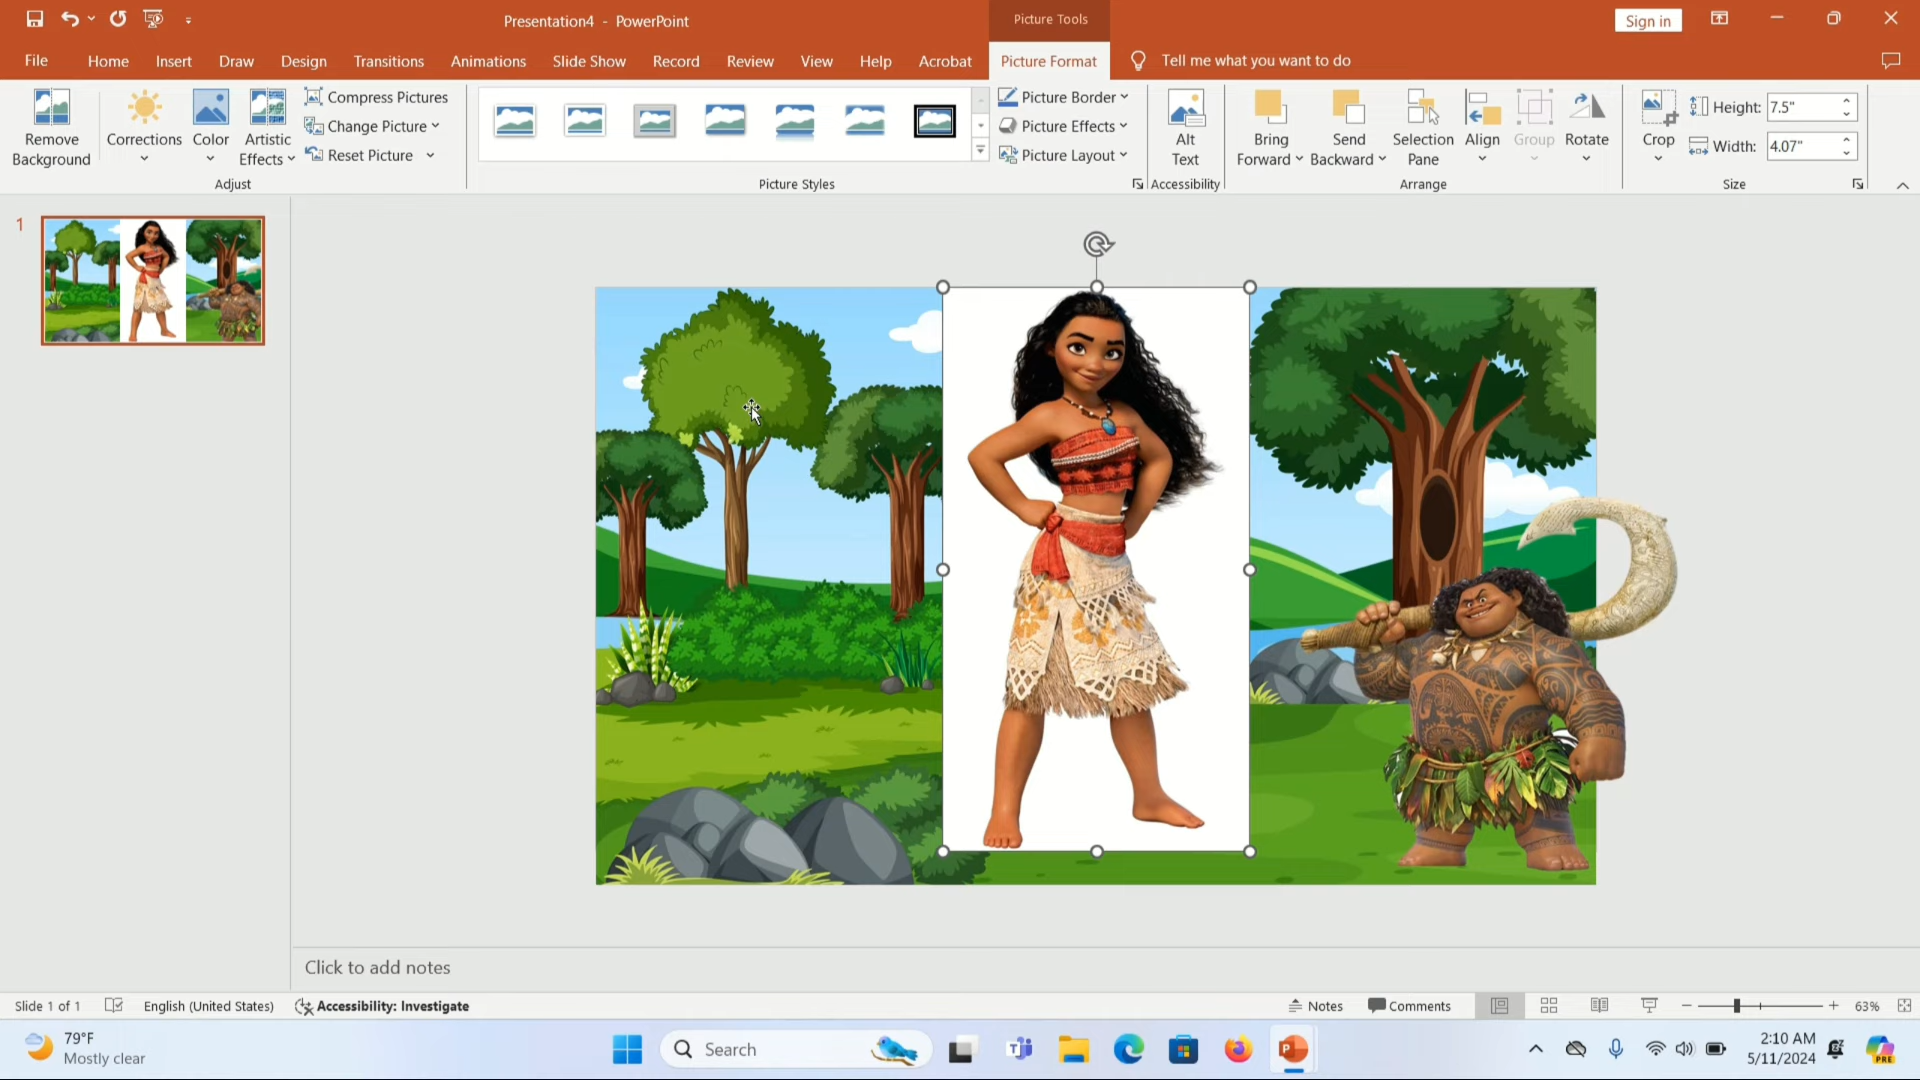 Presentation4 - PowerPoint
Picture Tools
Sign in
File
Home
Insert
Draw
Design
Transitions
Animations
Slide Show
Record
Review
View
Help
Acrobat
Picture Format
Tell me what you want to do
Remove
Background
Corrections
Color
Artistic
Effects
Compress Pictures
Change Picture
Reset Picture
Adjust
Picture Styles
Picture Border
Picture Effects
Picture Layout
Alt
Text
Accessibility
Bring
Forward
Send
Backward
Selection
Pane
Align
Group
Rotate
Arrange
Crop
Height: 7.5"
Width: 4.07"
Size
1
Click to add notes
Slide 1 of 1
English (United States)
Accessibility: Investigate
Notes
Comments
63%
79°F
Mostly clear
Search
2:10 AM
5/11/2024
PRE